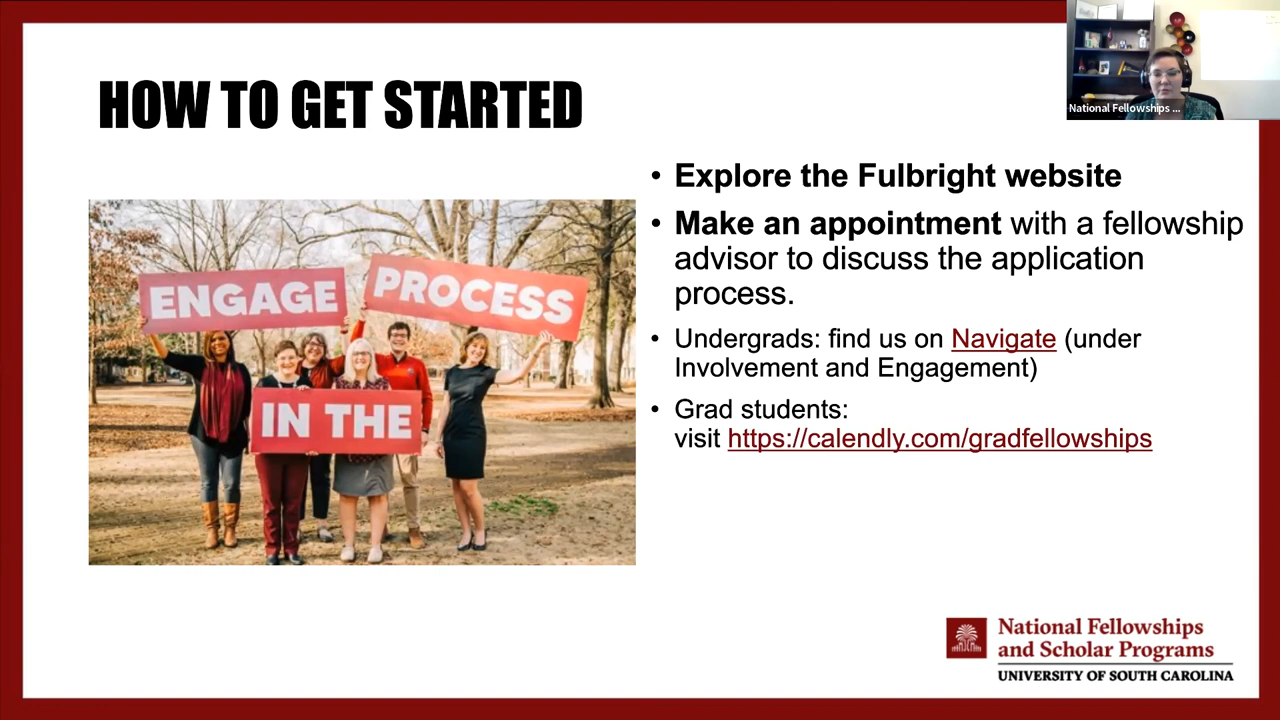 National Fellowships ...
HOW TO GET STARTED
ENGAGE
PROCESS
IN THE
• Explore the Fulbright website
• Make an appointment with a fellowship
advisor to discuss the application
process.
• Undergrads: find us on Navigate (under
Involvement and Engagement)
• Grad students:
visit https://calendly.com/gradfellowships
National Fellowships
and Scholar Programs
UNIVERSITY OF SOUTH CAROLINA